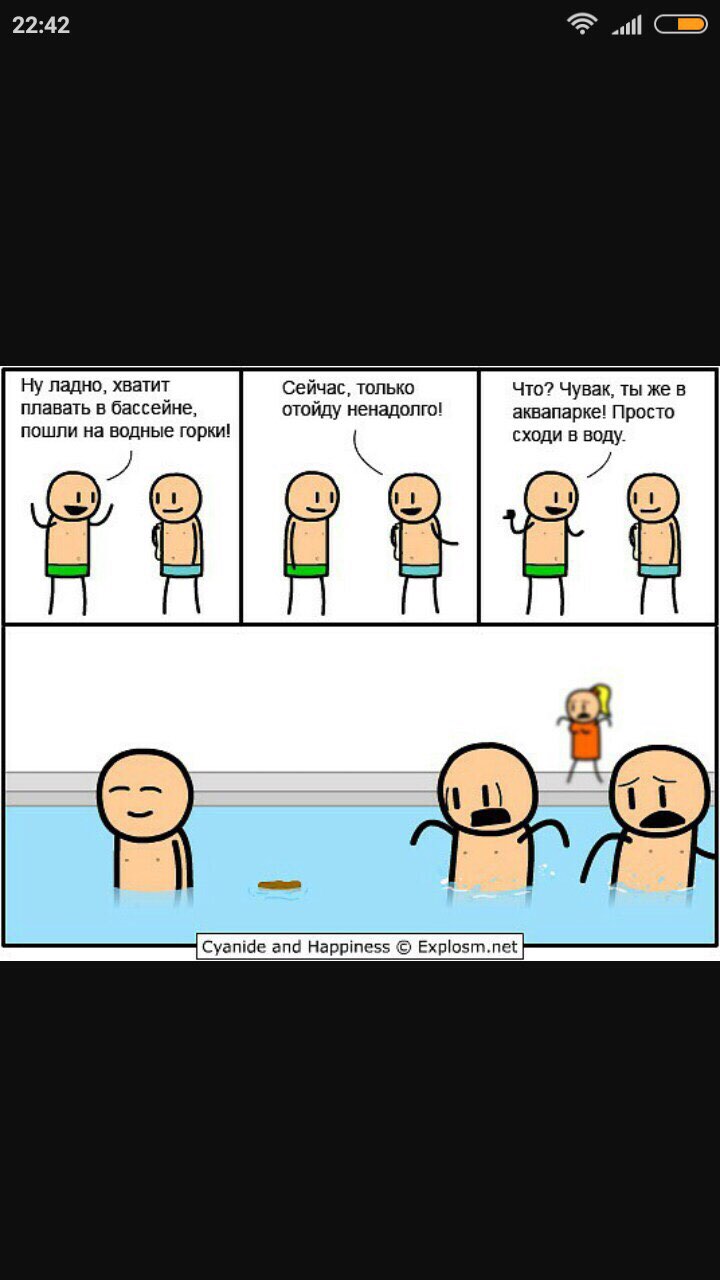 22:42
Ну ладно, хватит
плавать в бассейне,
пошли на водные горки!
Сейчас, только
отойду ненадолго!
Что? Чувак, ты же в
аквапарке! Просто
сходи в воду.
Cyanide and Happiness © Explosm.net